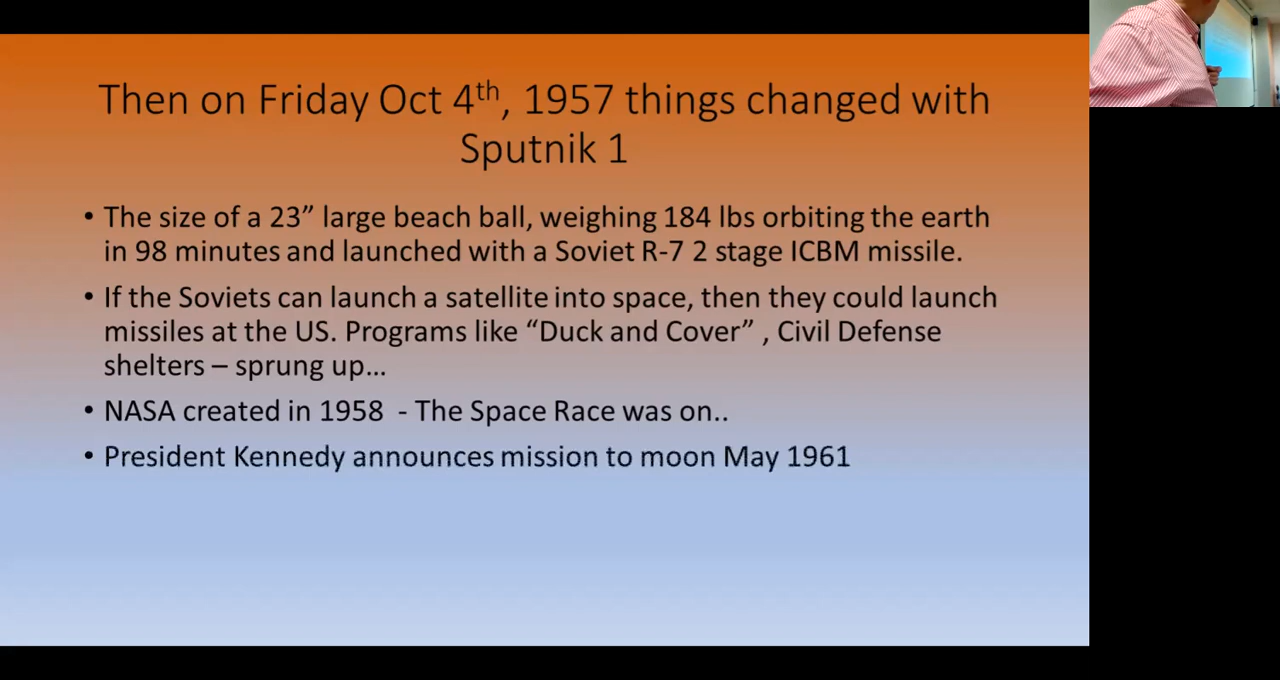 Then on Friday Oct 4th, 1957 things changed with
Sputnik 1
• The size of a 23” large beach ball, weighing 184 lbs orbiting the earth
in 98 minutes and launched with a Soviet R-7 2 stage ICBM missile.
• If the Soviets can launch a satellite into space, then they could launch
missiles at the US. Programs like “Duck and Cover” , Civil Defense
shelters – sprung up…
• NASA created in 1958  - The Space Race was on..
• President Kennedy announces mission to moon May 1961